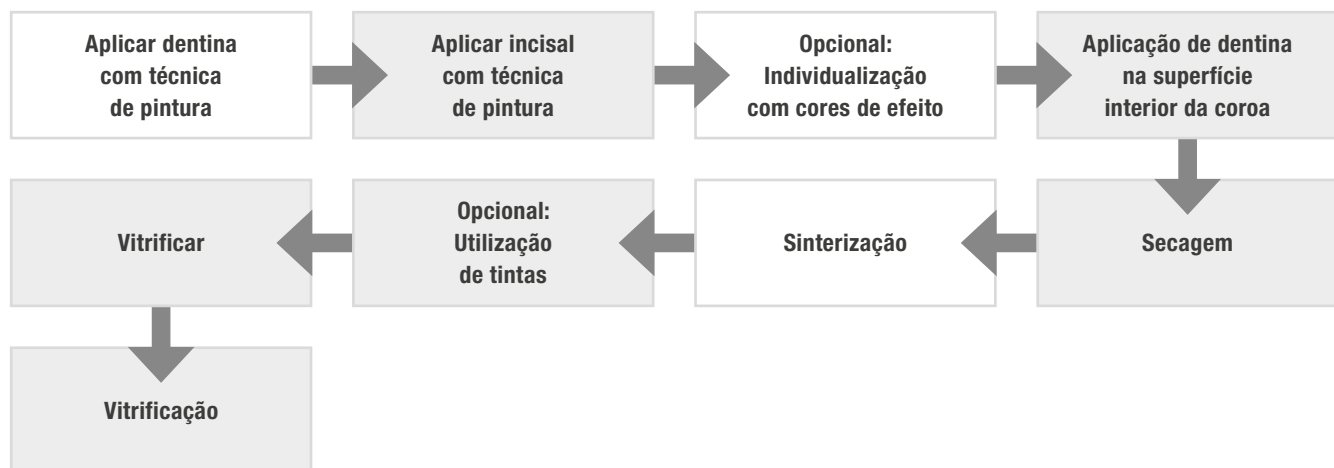 Aplicar dentina
com técnica
de pintura
Aplicar incisal
com técnica
de pintura
Opcional:
Individualização
com cores de efeito
Aplicação de dentina
na superfície
interior da coroa
Secagem
Sinterização
Opcional:
Utilização
de tintas
Vitrificar
Vitrificação